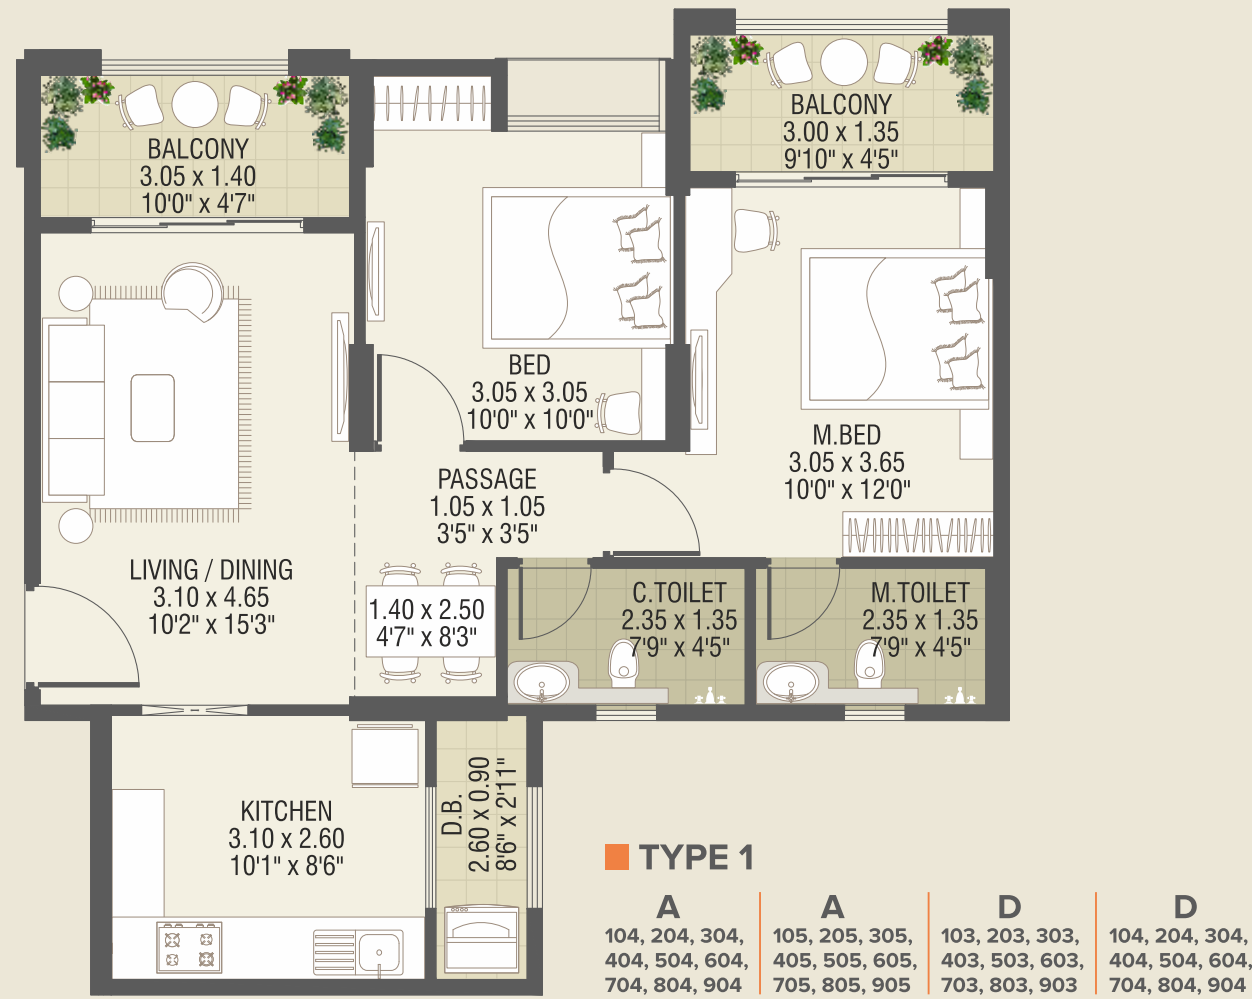 BALCONY
3.05 x 1.40
10'0" x 4'7"
BALCONY
3.00 x 1.35
9'10" x 4'5"
BED
3.05 x 3.05
10'0" x 10'0"
M.BED
3.05 x 3.65
10'0" x 12'0"
PASSAGE
1.05 x 1.05
3'5" x 3'5"
LIVING / DINING
3.10 x 4.65
10'2" x 15'3"
1.40 x 2.50
4'7" x 8'3"
C.TOILET
2.35 x 1.35
7'9" x 4'5"
M.TOILET
2.35 x 1.35
7'9" x 4'5"
KITCHEN
3.10 x 2.60
10'1" x 8'6"
D.B.
2.60 x 0.90
8'6" x 2'11"
TYPE 1
A
104, 204, 304,
404, 504, 604,
704, 804, 904
A
105, 205, 305,
405, 505, 605,
705, 805, 905
D
103, 203, 303,
403, 503, 603,
703, 803, 903
D
104, 204, 304,
404, 504, 604,
704, 804, 904